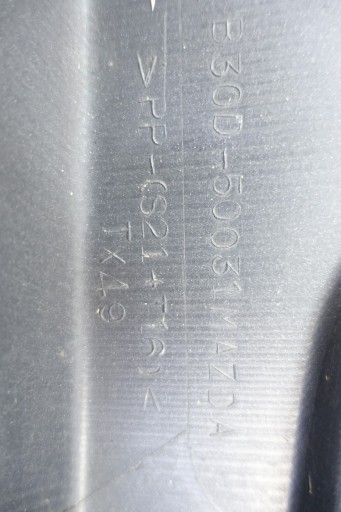 B30D-50031 MAZDA
>PP-(S21+T16)<
TX49